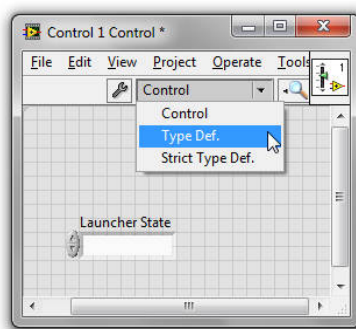 Control 1 Control *
File Edit View Project Operate Tools
Control
1
Control
Type Def.
Strict Type Def.
Launcher State